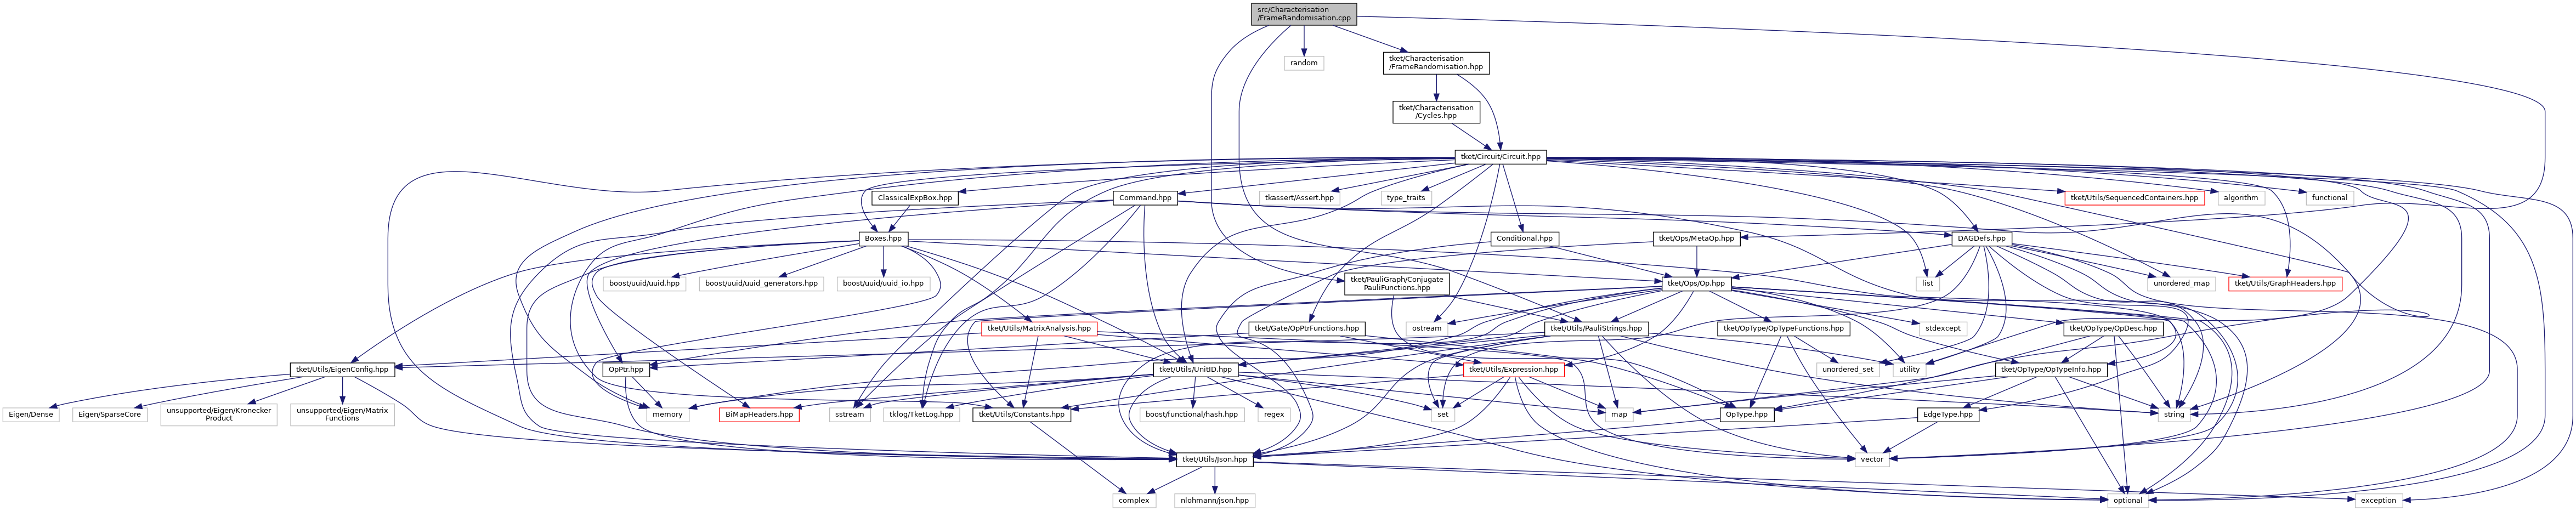 src/Characterisation
/FrameRandomisation.cpp
random
tket/Characterisation
/FrameRandomisation.hpp
tket/Characterisation
/Cycles.hpp
tket/Circuit/Circuit.hpp
ClassicalExpBox.hpp
Command.hpp
tkassert/Assert.hpp
type_traits
tket/Utils/SequencedContainers.hpp
algorithm
functional
Boxes.hpp
Conditional.hpp
tket/Ops/MetaOp.hpp
DAGDefs.hpp
boost/uuid/uuid.hpp
boost/uuid/uuid_generators.hpp
boost/uuid/uuid_io.hpp
tket/PauliGraph/Conjugate
PauliFunctions.hpp
tket/Ops/Op.hpp
list
unordered_map
tket/Utils/GraphHeaders.hpp
tket/Utils/MatrixAnalysis.hpp
tket/Gate/OpPtrFunctions.hpp
ostream
tket/Utils/PauliStrings.hpp
tket/OpType/OpTypeFunctions.hpp
stdexcept
tket/OpType/OpDesc.hpp
tket/Utils/EigenConfig.hpp
OpPtr.hpp
tket/Utils/UnitID.hpp
tket/Utils/Expression.hpp
unordered_set
utility
tket/OpType/OpTypeInfo.hpp
Eigen/Dense
Eigen/SparseCore
unsupported/Eigen/Kronecker
Product
unsupported/Eigen/Matrix
Functions
memory
BiMapHeaders.hpp
sstream
tklog/TketLog.hpp
tket/Utils/Constants.hpp
boost/functional/hash.hpp
regex
set
map
OpType.hpp
EdgeType.hpp
string
tket/Utils/Json.hpp
vector
complex
nlohmann/json.hpp
optional
exception